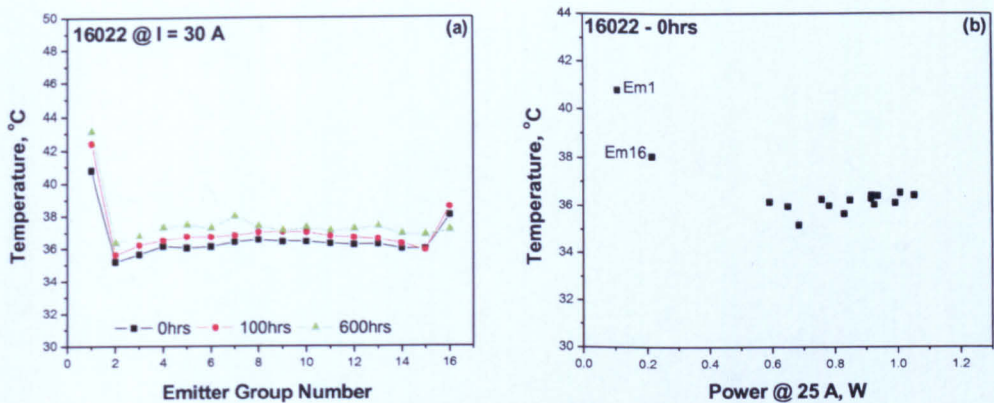 16022 @ I = 30 A
(a)
Temperature, °C
50
48
46
44
42
40
39
37
36
34
32
30
0 2 4 6 8 10 12 14 16
0hrs 100hrs 600hrs
Emitter Group Number
16022 - 0hrs
(b)
Temperature, °C
44
42
40
38
36
34
32
30
Em1
Em16
0.0 0.2 0.4 0.6 0.8 1.0 1.2
Power @ 25 A, W